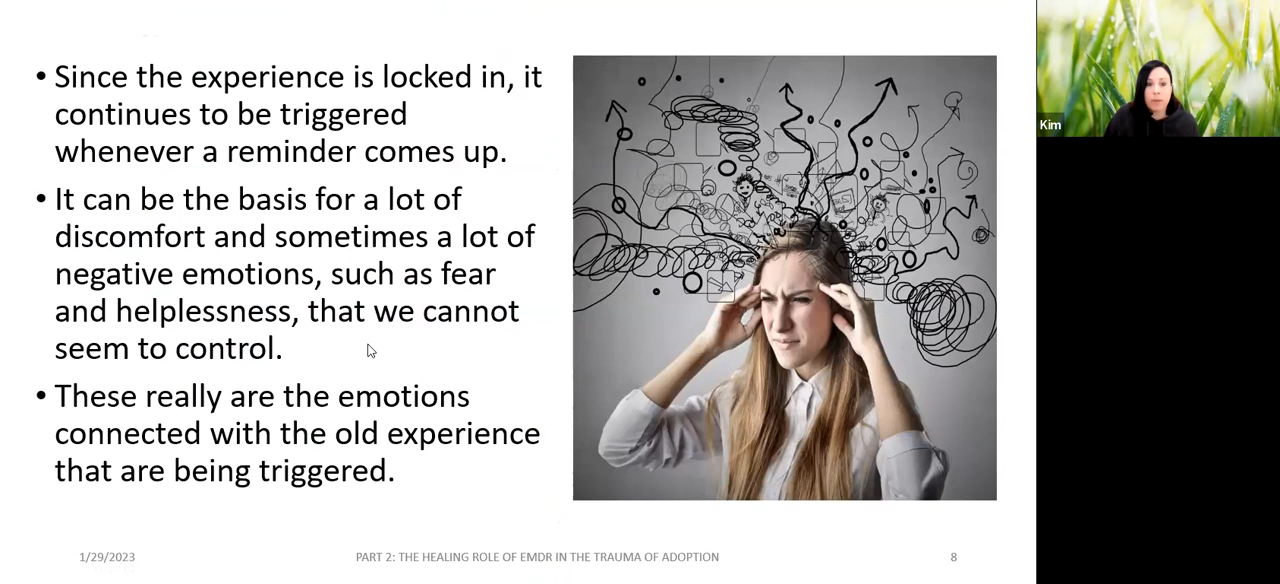 • Since the experience is locked in, it
continues to be triggered
whenever a reminder comes up.
• It can be the basis for a lot of
discomfort and sometimes a lot of
negative emotions, such as fear
and helplessness, that we cannot
seem to control.
• These really are the emotions
connected with the old experience
that are being triggered.
Kim
1/29/2023
PART 2: THE HEALING ROLE OF EMDR IN THE TRAUMA OF ADOPTION
8